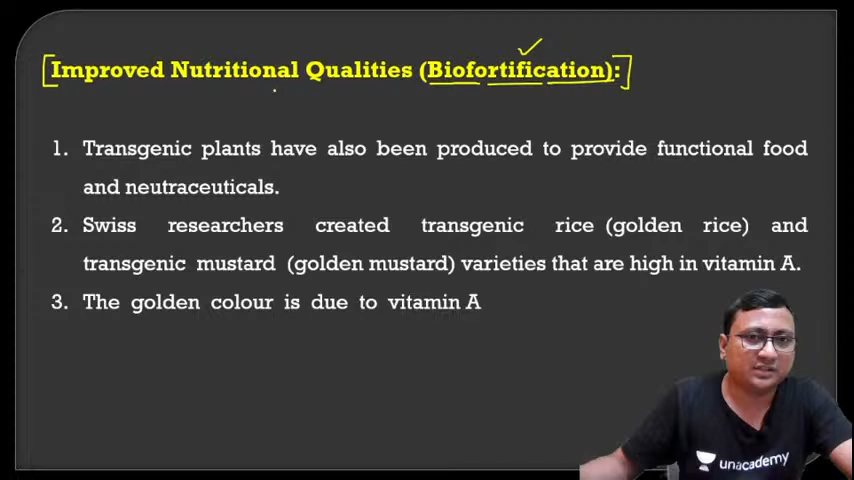 Improved Nutritional Qualities (Biofortification):
1. Transgenic plants have also been produced to provide functional food
and neutraceuticals.
2. Swiss researchers created transgenic rice (golden rice) and
transgenic mustard (golden mustard) varieties that are high in vitamin A.
3. The golden colour is due to vitamin A
unacademy